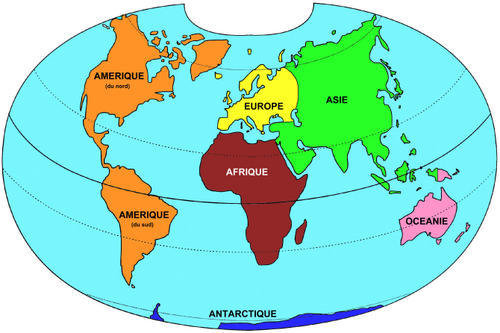 AMERIQUE
(du nord)
EUROPE
ASIE
AFRIQUE
AMERIQUE
(du sud)
OCEANIE
ANTARCTIQUE